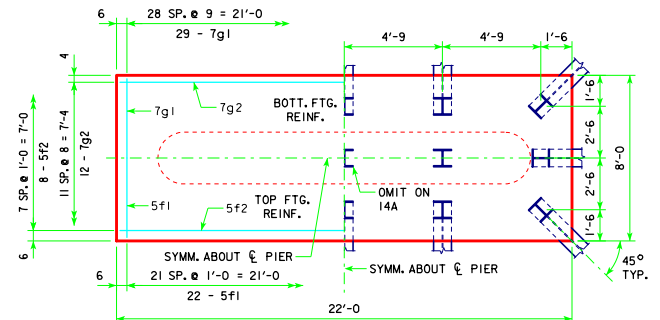 6
28 SP. @ 9 = 21'-0
29 - 7g1
4'-9
4'-9
1'-6
4
7g1
7g2
BOTT. FTG.
REINF.
1'-6
2'-6
8'-0
2'-6
1'-6
7 SP. @ 1'-0 = 7'-0
8 - 5f2
11 SP. @ 8 = 7'-4
12 - 7g2
OMIT ON
14A
5f1
5f2
TOP FTG.
REINF.
6
SYMM. ABOUT ℄ PIER
SYMM. ABOUT ℄ PIER
45°
TYP.
6
21 SP. @ 1'-0 = 21'-0
22 - 5f1
22'-0